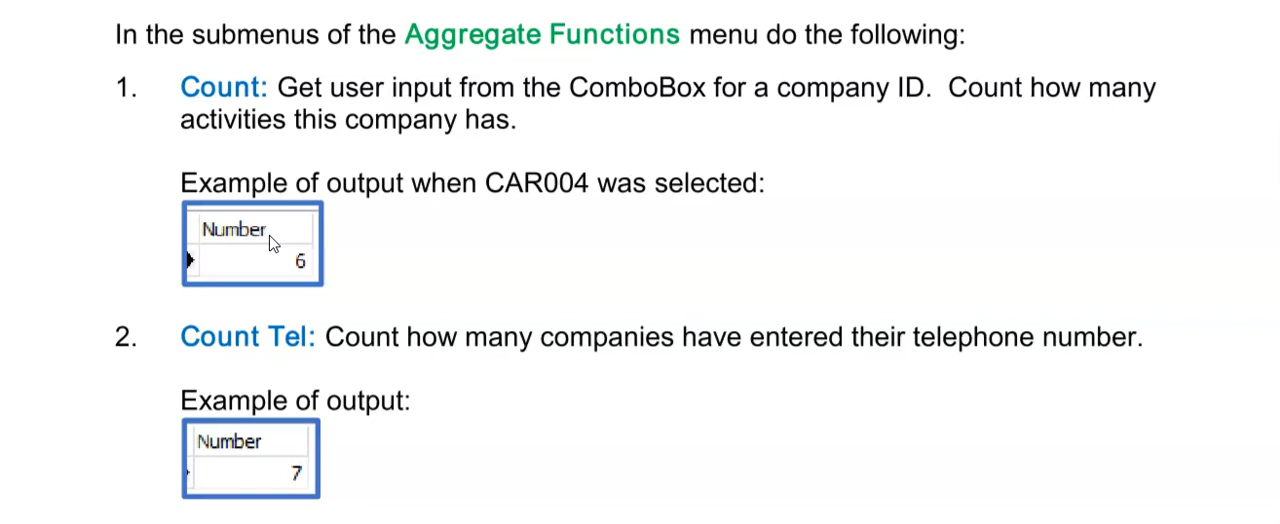 In the submenus of the Aggregate Functions menu do the following:
1. Count: Get user input from the ComboBox for a company ID. Count how many
activities this company has.
Example of output when CAR004 was selected:
Number
6
2. Count Tel: Count how many companies have entered their telephone number.
Example of output:
Number
7